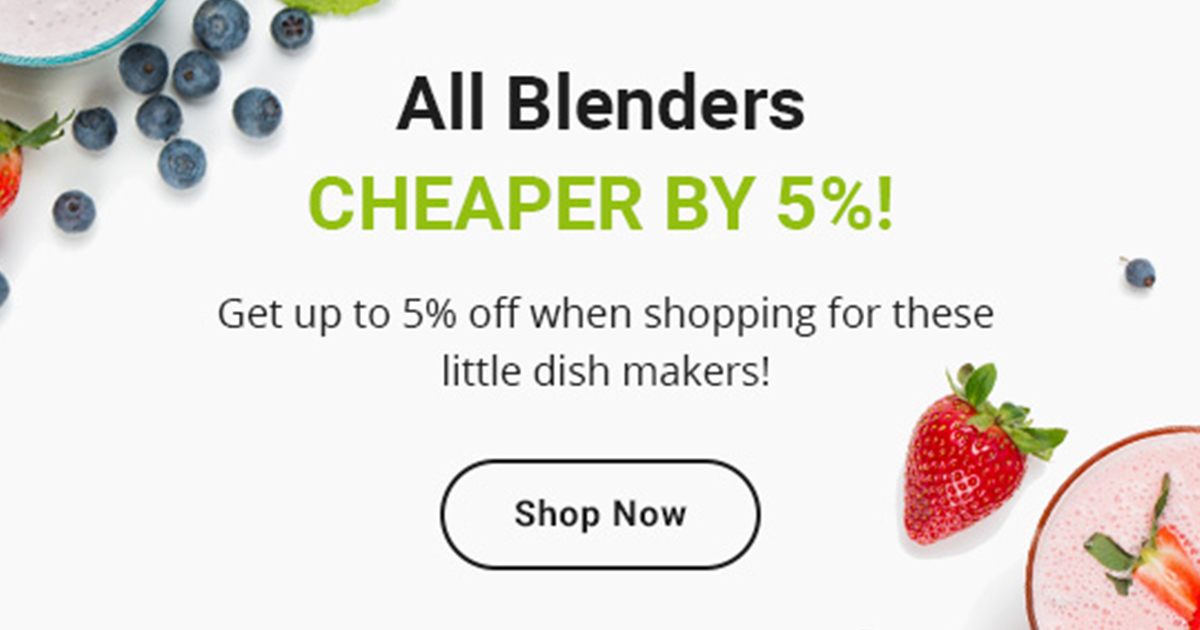 All Blenders
CHEAPER BY 5%!
Get up to 5% off when shopping for these
little dish makers!
Shop Now